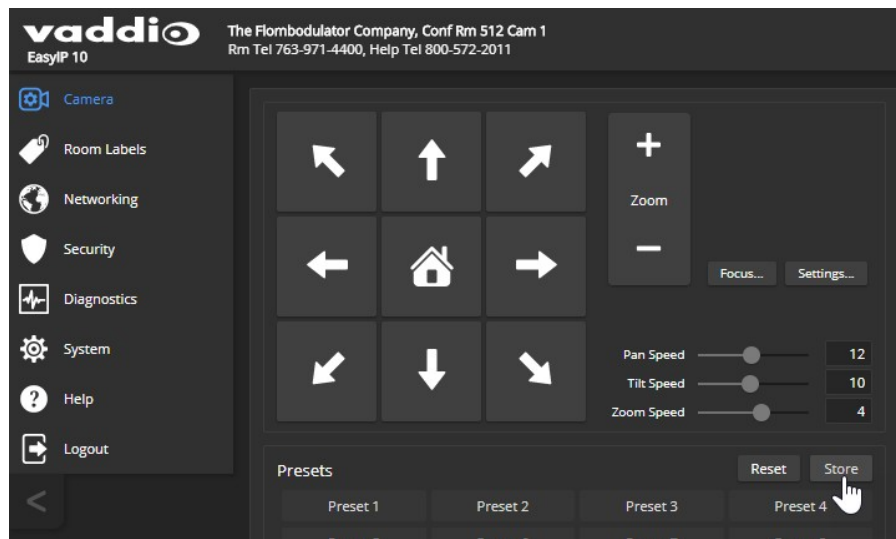 vaddio
EasyIP 10
The Flombodulator Company, Conf Rm 512 Cam 1
Rm Tel 763-971-4400, Help Tel 800-572-2011
Camera
Room Labels
Networking
Security
Diagnostics
System
Help
Logout
<
+
Zoom
−
Focus...
Settings...
Pan Speed 12
Tilt Speed 10
Zoom Speed 4
Presets
Reset
Store
Preset 1
Preset 2
Preset 3
Preset 4